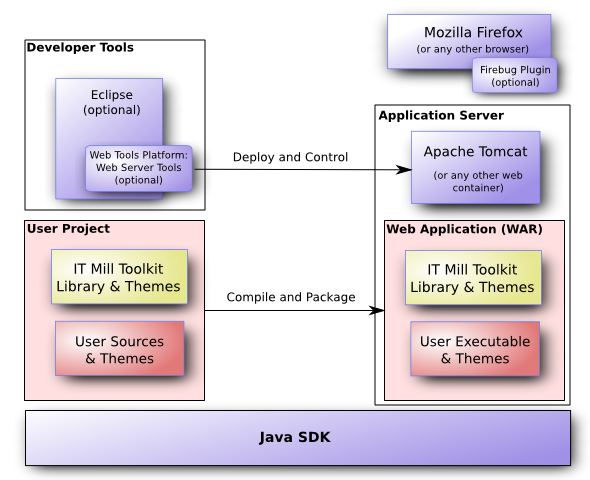 Mozilla Firefox
(or any other browser)
Firebug Plugin
(optional)
Developer Tools
Eclipse
(optional)
Web Tools Platform:
Web Server Tools
(optional)
Deploy and Control
Application Server
Apache Tomcat
(or any other web
container)
User Project
IT Mill Toolkit
Library & Themes
User Sources
& Themes
Compile and Package
Web Application (WAR)
IT Mill Toolkit
Library & Themes
User Executable
& Themes
Java SDK